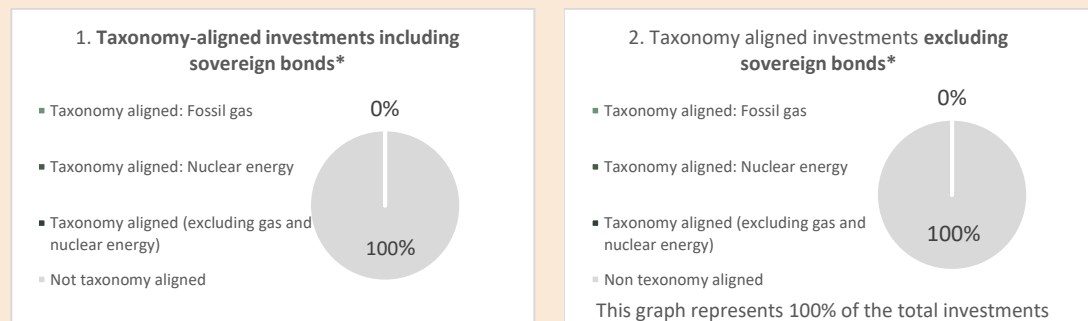 1. Taxonomy-aligned investments including
sovereign bonds*
Taxonomy aligned: Fossil gas
0%
Taxonomy aligned: Nuclear energy
Taxonomy aligned (excluding gas and
nuclear energy)
100%
Not taxonomy aligned
2. Taxonomy aligned investments excluding
sovereign bonds*
0%
Taxonomy aligned: Fossil gas
Taxonomy aligned: Nuclear energy
Taxonomy aligned (excluding gas and
nuclear energy)
100%
Non texonomy aligned
This graph represents 100% of the total investments